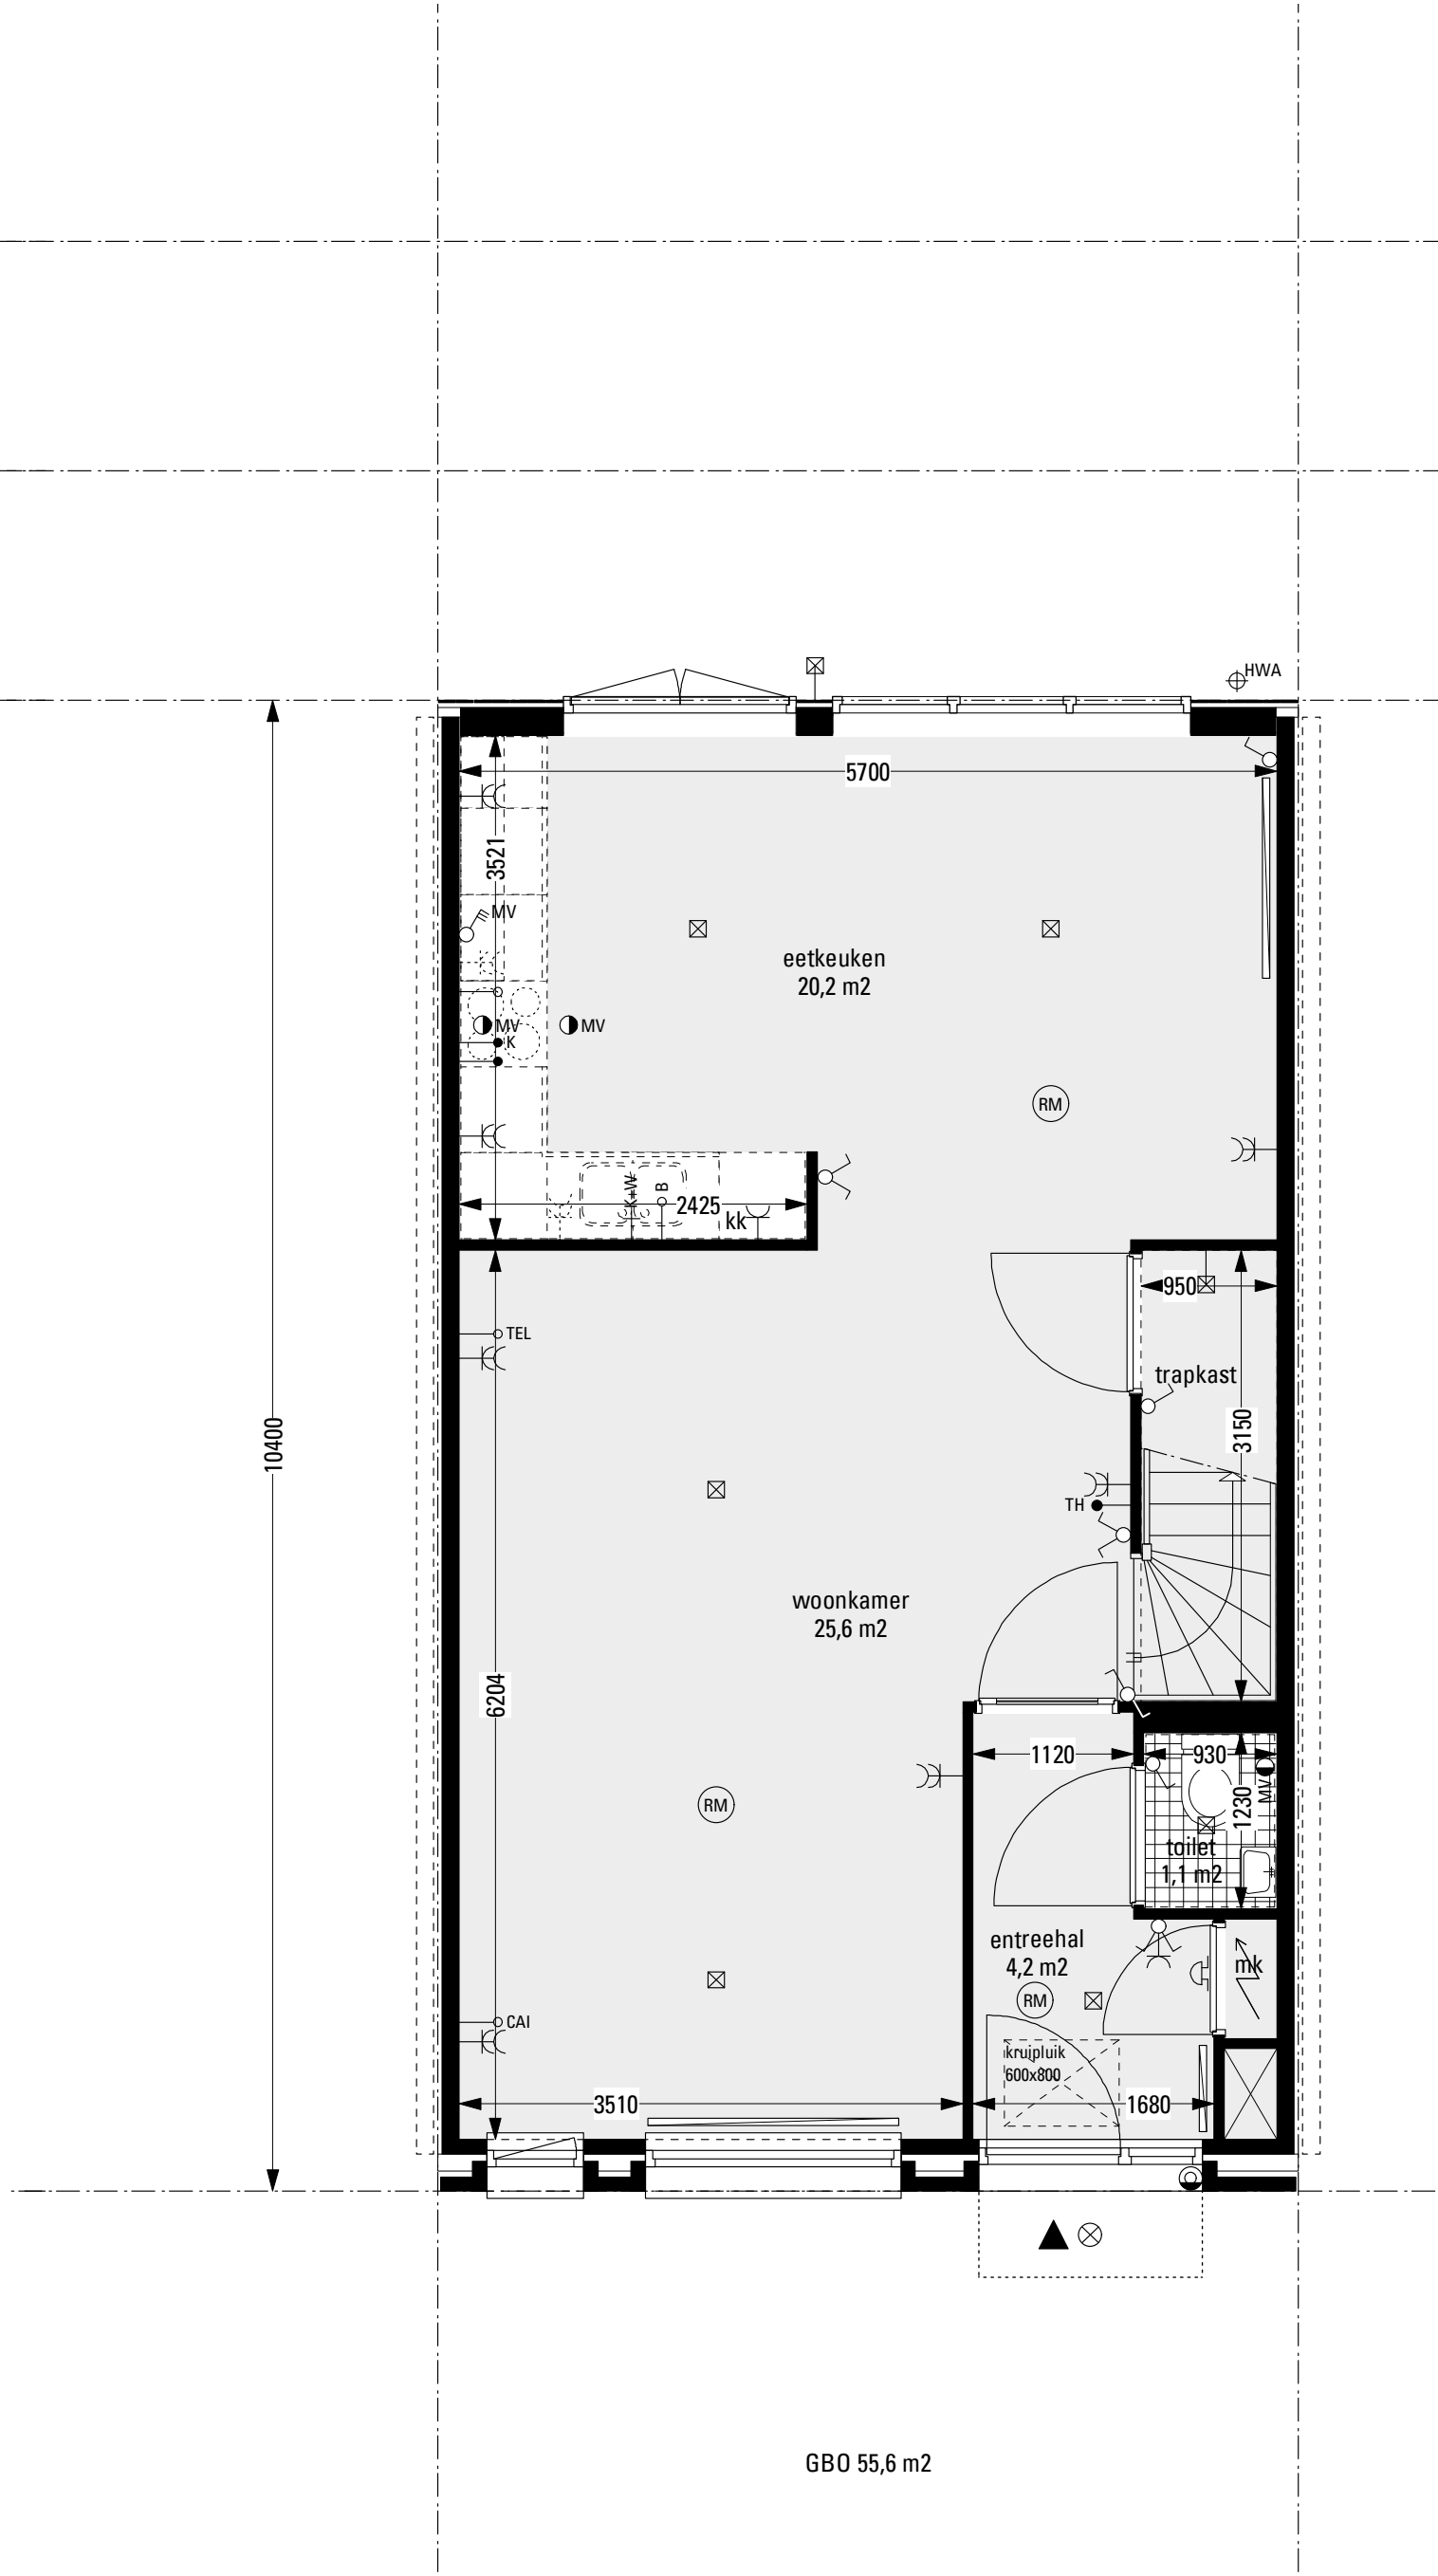 HWA
5700
3521
MV
eetkeuken
20,2 m2
MV
MV
K
RM
K+W
B
2425
kk
950
TEL
trapkast
3150
10400
TH
woonkamer
25,6 m2
6204
1120
930
MV
1230
RM
toilet
1,1 m2
entreehal
4,2 m2
mk
RM
CAI
kruipluik
600x800
3510
1680
GBO 55,6 m2